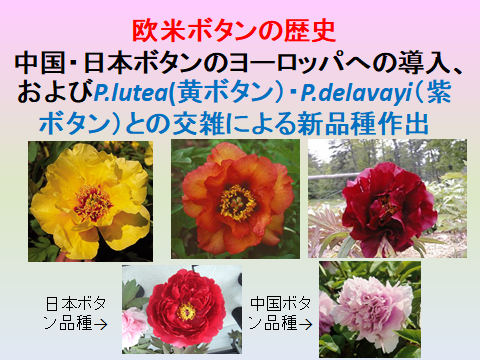 欧米ボタンの歴史
中国・日本ボタンのヨーロッパへの導入、
およびP.lutea(黄ボタン)・P.delavayi(紫
ボタン)との交雑による新品種作出
日本ボタ
ン品種→
中国ボタ
ン品種→